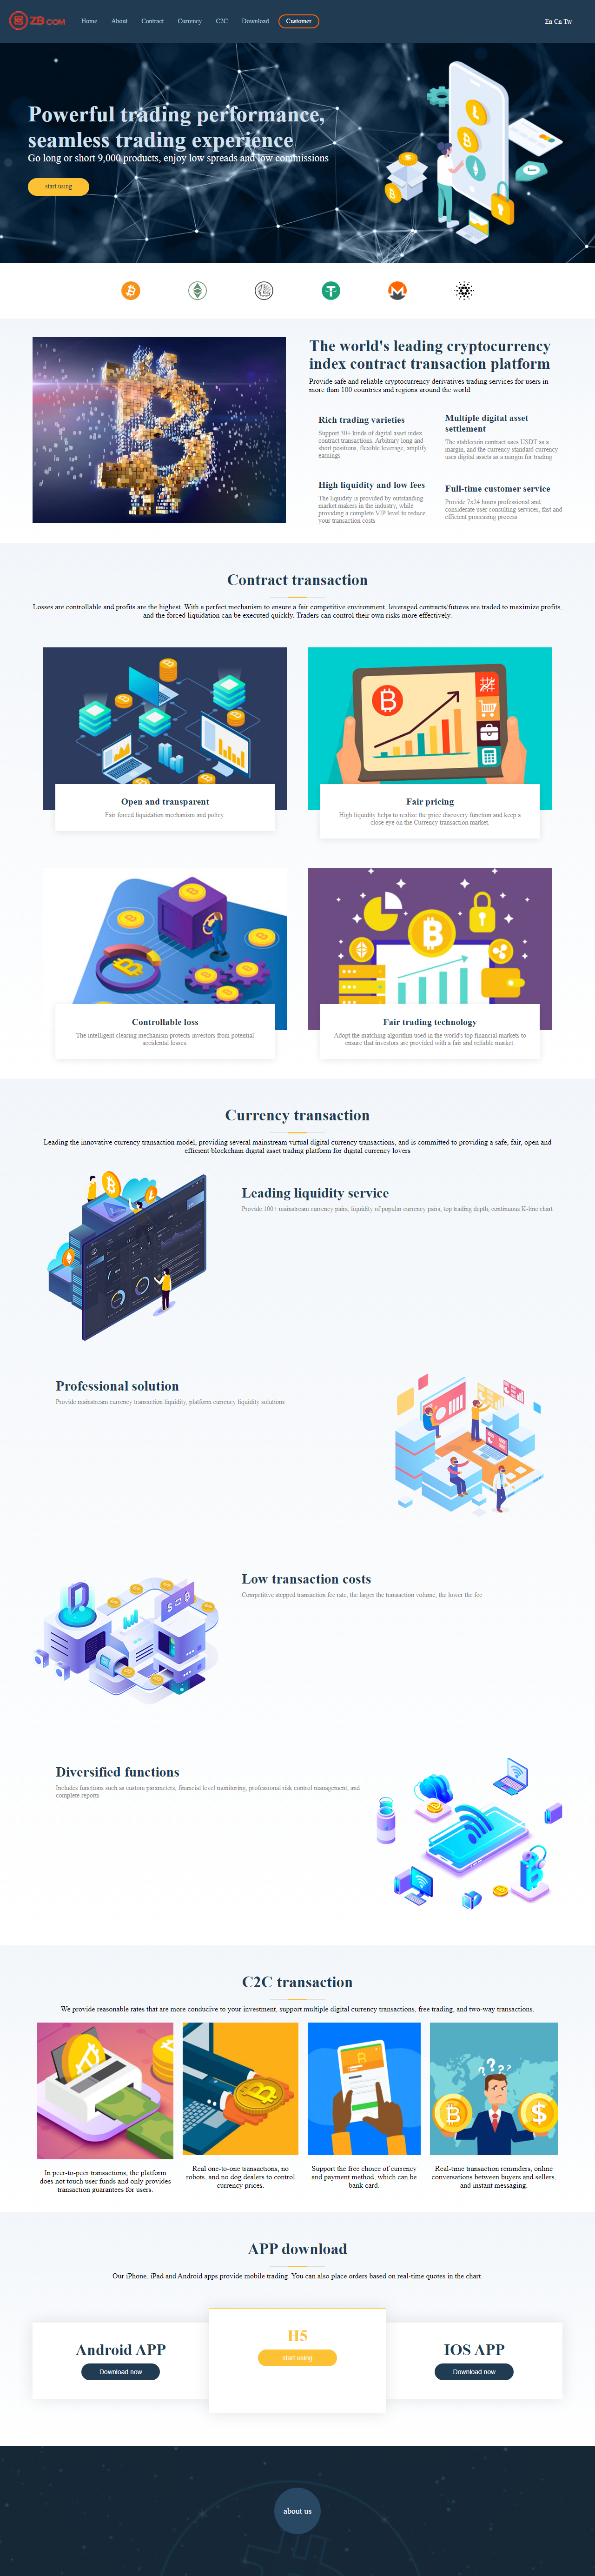 ZB.COM
Home About Contract Currency C2C Download Customer
En Cn Tw
Powerful trading performance,
seamless trading experience
Go long or short 9,000 products, enjoy low spreads and low commissions
start using
The world's leading cryptocurrency
index contract transaction platform
Provide safe and reliable cryptocurrency derivatives trading services for users in
more than 100 countries and regions around the world
Rich trading varieties
Support 30+ kinds of digital asset index
contract transactions. Arbitrary long and
short positions, flexible leverage, amplify
earnings
Multiple digital asset
settlement
The stablecoin contract uses USDT as a
margin, and the currency standard currency
uses digital assets as a margin for trading
High liquidity and low fees
The liquidity is provided by outstanding
market makers in the industry, while
providing a complete VIP level to reduce
your transaction costs
Full-time customer service
Provide 7x24 hours professional and
considerate user consulting services, fast and
efficient processing process
Contract transaction
Losses are controllable and profits are the highest. With a perfect mechanism to ensure a fair competitive environment, leveraged contracts/futures are traded to maximize profits,
and the forced liquidation can be executed quickly. Traders can control their own risks more effectively.
Open and transparent
Fair forced liquidation mechanism and policy.
Fair pricing
High liquidity helps to realize the price discovery function and keep a
close eye on the Currency transaction market.
Controllable loss
The intelligent clearing mechanism protects investors from potential
accidental losses.
Fair trading technology
Adopt the matching algorithm used in the world's top financial markets to
ensure that investors are provided with a fair and reliable market.
Currency transaction
Leading the innovative currency transaction model, providing several mainstream virtual digital currency transactions, and is committed to providing a safe, fair, open and
efficient blockchain digital asset trading platform for digital currency lovers
Leading liquidity service
Provide 100+ mainstream currency pairs, liquidity of popular currency pairs, top trading depth, continuous K-line chart
Professional solution
Provide mainstream currency transaction liquidity, platform currency liquidity solutions
Low transaction costs
Competitive stepped transaction fee rate, the larger the transaction volume, the lower the fee
Diversified functions
Includes functions such as custom parameters, financial level monitoring, professional risk control management, and
complete reports
C2C transaction
We provide reasonable rates that are more conducive to your investment, support multiple digital currency transactions, free trading, and two-way transactions.
In peer-to-peer transactions, the platform
does not touch user funds and only provides
transaction guarantees for users.
Real one-to-one transactions, no
robots, and no dog dealers to control
currency prices.
Support the free choice of currency
and payment method, which can be
bank card.
Real-time transaction reminders, online
conversations between buyers and sellers,
and instant messaging.
APP download
Our iPhone, iPad and Android apps provide mobile trading. You can also place orders based on real-time quotes in the chart.
Android APP
Download now
H5
start using
IOS APP
Download now
about us